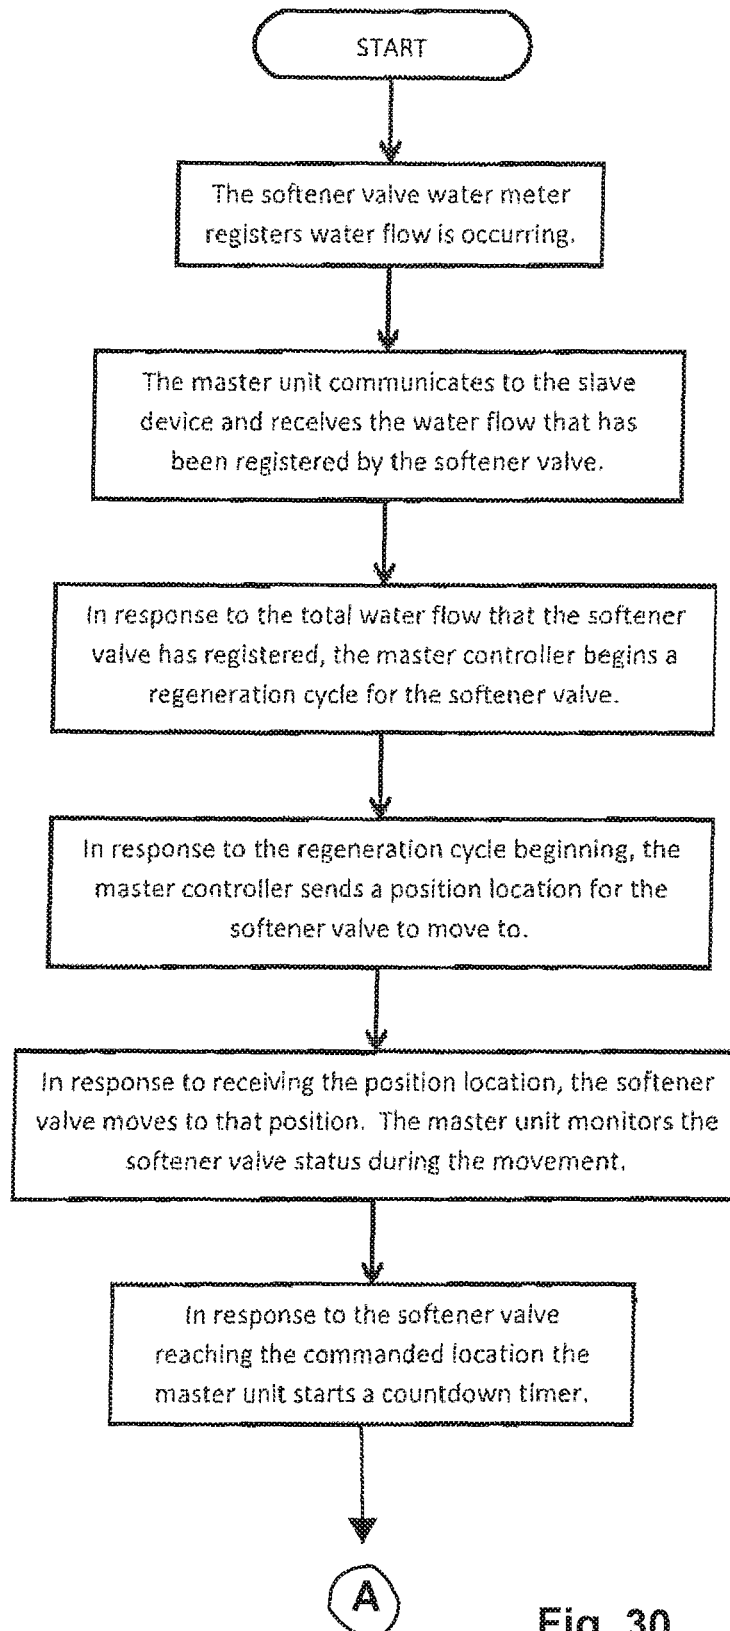 START
The softener valve water meter
registers water flow is occurring.
The master unit communicates to the slave
device and receives the water flow that has
been registered by the softener valve.
In response to the total water flow that the softener
valve has registered, the master controller begins a
regeneration cycle for the softener valve.
In response to the regeneration cycle beginning, the
master controller sends a position location for the
softener valve to move to.
In response to receiving the position location, the softener
valve moves to that position. The master unit monitors the
softener valve status during the movement.
In response to the softener valve
reaching the commanded location the
master unit starts a countdown timer.
A
Fig. 30